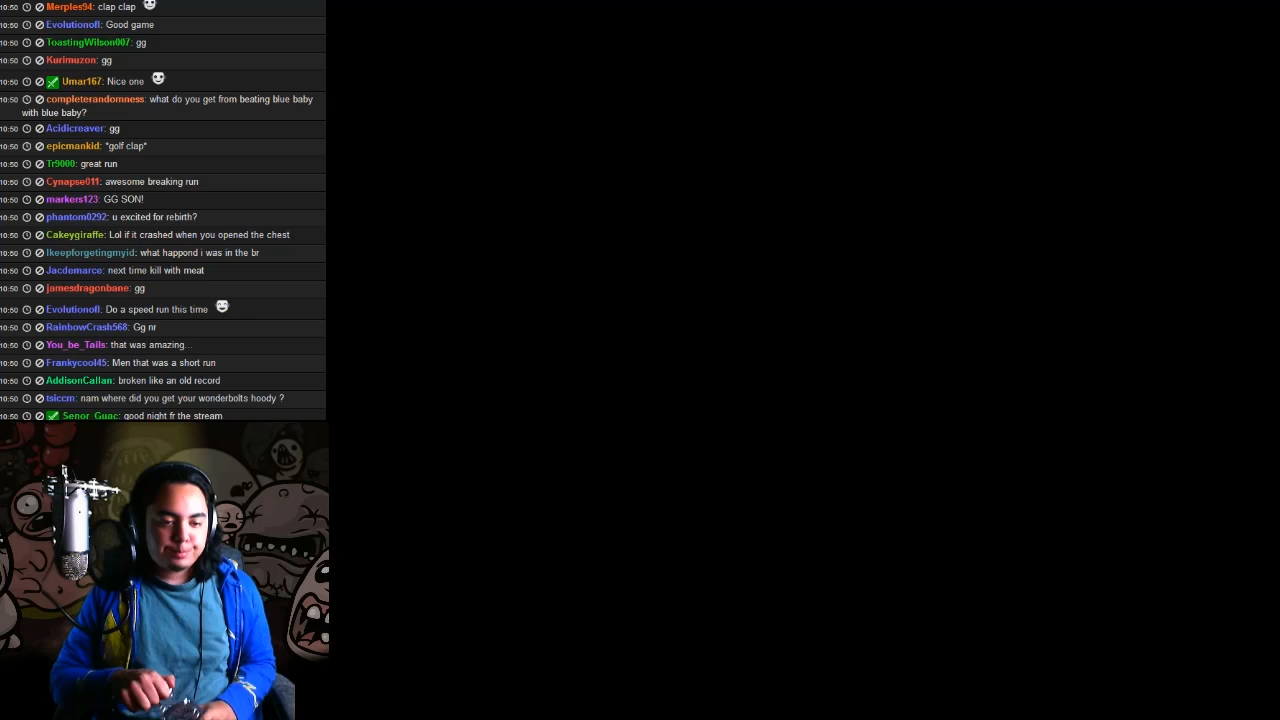 10:50 Merples94: clap clap
10:50 Evolutionofl: Good game
10:50 ToastingWilson007: gg
10:50 Kurimuzon: gg
10:50 Umar167: Nice one
10:50 completerandomness: what do you get from beating blue baby
with blue baby?
10:50 Acidicreaver: gg
10:50 epicmankid: *golf clap*
10:50 Tr9000: great run
10:50 Cynapse011: awesome breaking run
10:50 markers123: GG SON!
10:50 phantom0292: u excited for rebirth?
10:50 Cakeygiraffe: Lol if it crashed when you opened the chest
10:50 Ikeepforgetingmyid: what happond i was in the br
10:50 Jacdemarce: next time kill with meat
10:50 jamesdragonbane: gg
10:50 Evolutionofl: Do a speed run this time
10:50 RainbowCrash568: Gg nr
10:50 You_be_Tails: that was amazing...
10:50 Frankycool45: Men that was a short run
10:50 AddisonCallan: broken like an old record
10:50 tsiccm: nam where did you get your wonderbolts hoody ?
10:50 Senor_Guac: good night fr the stream